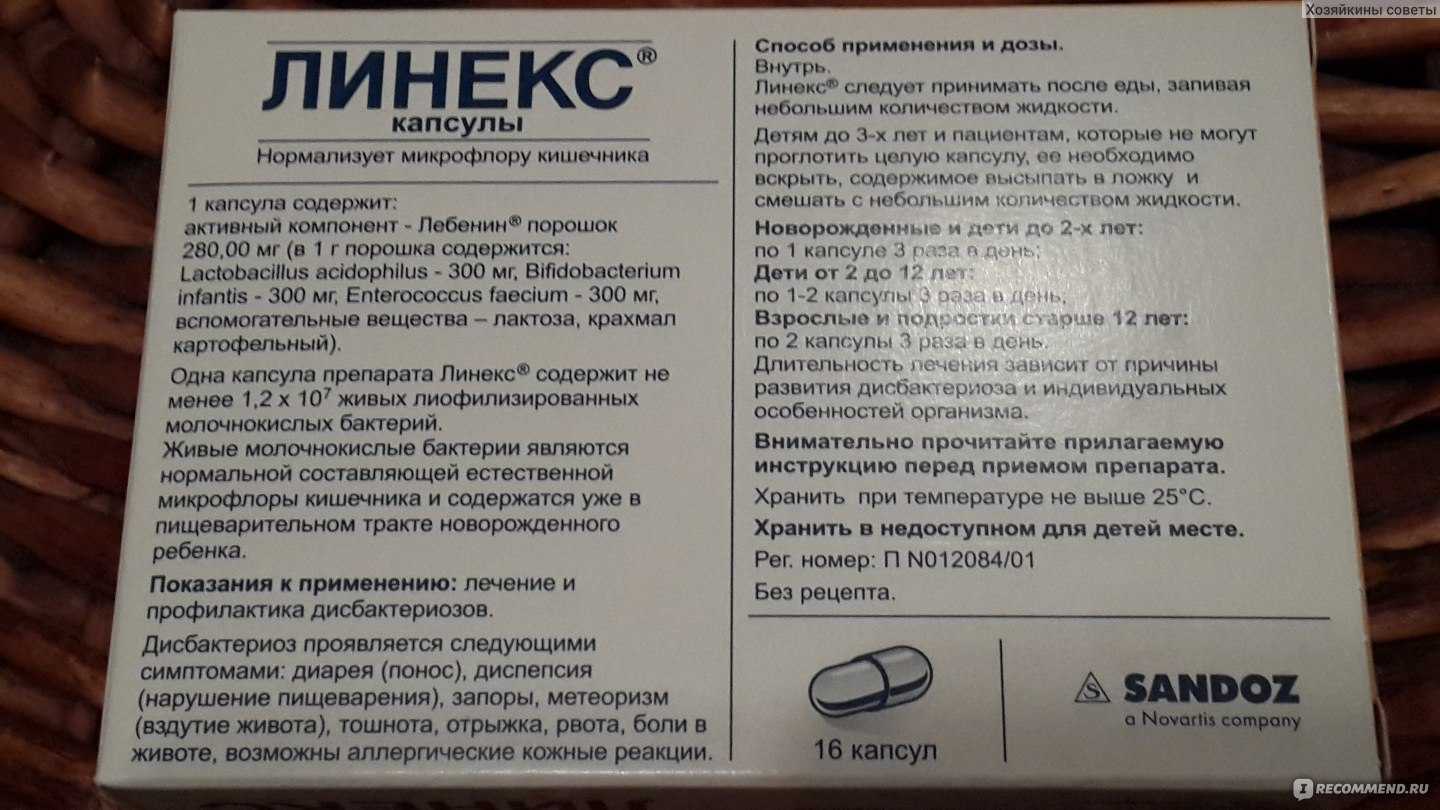 Хозяйкины советы
ЛИНЕКС®
капсулы
Нормализует микрофлору кишечника
1 капсула содержит:
активный компонент - Лебенин® порошок
280,00 мг (в 1 г порошка содержится:
Lactobacillus acidophilus - 300 мг, Bifidobacterium
infantis - 300 мг, Enterococcus faecium - 300 мг,
вспомогательные вещества – лактоза, крахмал
картофельный).
Одна капсула препарата Линекс® содержит не
менее 1,2 х 10⁷ живых лиофилизированных
молочнокислых бактерий.
Живые молочнокислые бактерии являются
нормальной составляющей естественной
микрофлоры кишечника и содержатся уже в
пищеварительном тракте новорожденного
ребенка.
Показания к применению: лечение и
профилактика дисбактериозов.
Дисбактериоз проявляется следующими
симптомами: диарея (понос), диспепсия
(нарушение пищеварения), запоры, метеоризм
(вздутие живота), тошнота, отрыжка, рвота, боли в
животе, возможны аллергические кожные реакции.
Способ применения и дозы.
Внутрь.
Линекс® следует принимать после еды, запивая
небольшим количеством жидкости.
Детям до 3-х лет и пациентам, которые не могут
проглотить целую капсулу, ее необходимо
вскрыть, содержимое высыпать в ложку и
смешать с небольшим количеством жидкости.
Новорожденные и дети до 2-х лет:
по 1 капсуле 3 раза в день;
Дети от 2 до 12 лет:
по 1-2 капсулы 3 раза в день;
Взрослые и подростки старше 12 лет:
по 2 капсулы 3 раза в день.
Длительность лечения зависит от причины
развития дисбактериоза и индивидуальных
особенностей организма.
Внимательно прочитайте прилагаемую
инструкцию перед приемом препарата.
Хранить при температуре не выше 25°С.
Хранить в недоступном для детей месте.
Рег. номер: П N012084/01
Без рецепта.
16 капсул
S SANDOZ
a Novartis company
IRECOMMEND.RU